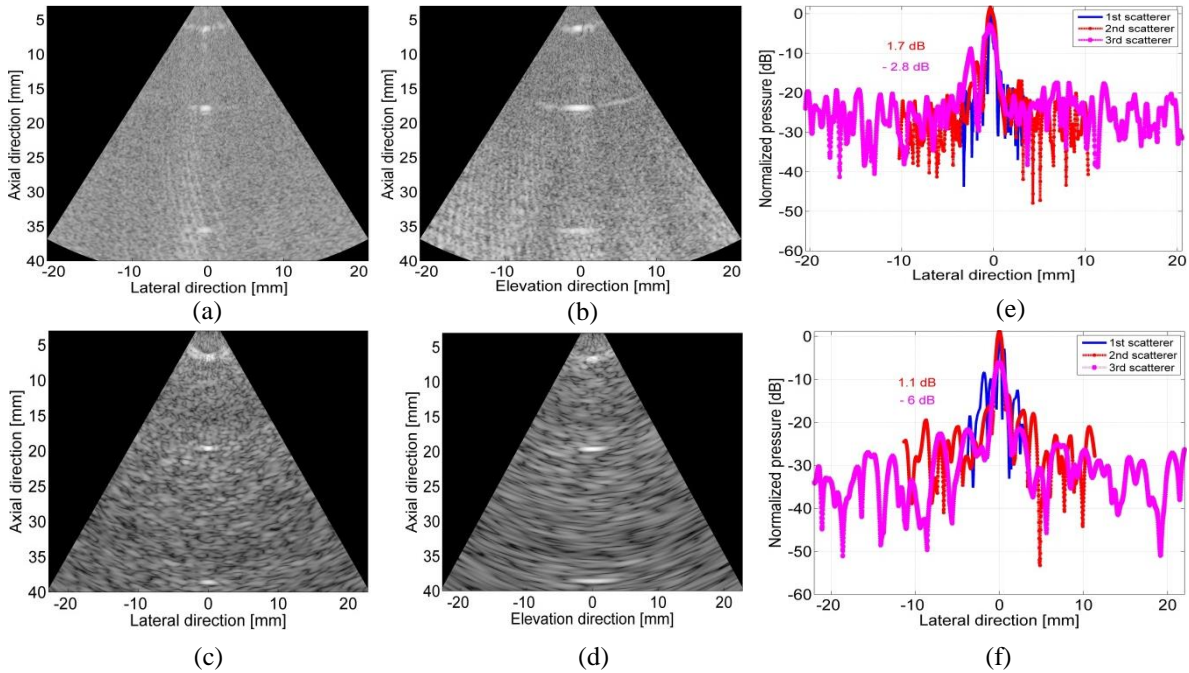 Axial direction [mm]
5
10
15
20
25
30
35
40
-20 -10 0 10 20
Lateral direction [mm]
(a)
Axial direction [mm]
5
10
15
20
25
30
35
40
-20 -10 0 10 20
Elevation direction [mm]
(b)
Normalized pressure [dB]
0
-10
-20
-30
-40
-50
-60
1st scatterer
2nd scatterer
3rd scatterer
1.7 dB
- 2.8 dB
-20 -10 0 10 20
Lateral direction [mm]
(e)
Axial direction [mm]
5
10
15
20
25
30
35
40
-20 -10 0 10 20
Lateral direction [mm]
(c)
Axial direction [mm]
5
10
15
20
25
30
35
40
-20 -10 0 10 20
Elevation direction [mm]
(d)
Normalized pressure [dB]
0
-10
-20
-30
-40
-50
-60
1st scatterer
2nd scatterer
3rd scatterer
1.1 dB
- 6 dB
-20 -10 0 10 20
Lateral direction [mm]
(f)